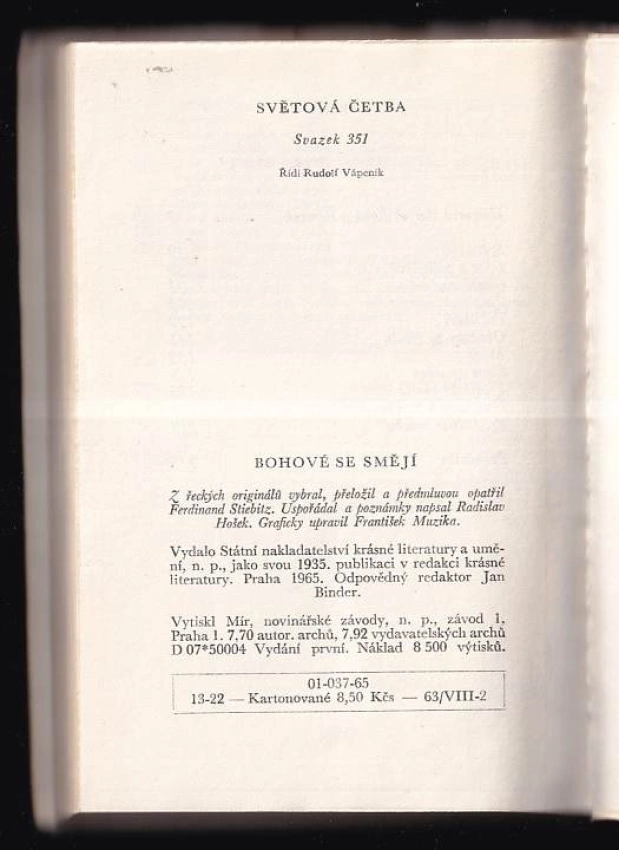 SVĚTOVÁ ČETBA
Svazek 351
Řídí Rudolf Vápeník
BOHOVÉ SE SMĚJÍ
Z řeckých originálů vybral, přeložil a předmluvou opatřil
Ferdinand Stiebitz. Uspořádal a poznámky napsal Radislav
Hošek. Graficky upravil František Muzika.
Vydalo Státní nakladatelství krásné literatury a umě-
ní, n. p., jako svou 1935. publikaci v redakci krásné
literatury. Praha 1965. Odpovědný redaktor Jan
Binder.
Vytiskl Mír, novinářské závody, n. p., závod 1,
Praha 1. 7,70 autor. archů, 7,92 vydavatelských archů
D 07*50004 Vydání první. Náklad 8 500 výtisků.
01-037-65
13-22 — Kartonované 8,50 Kčs — 63/VIII-2